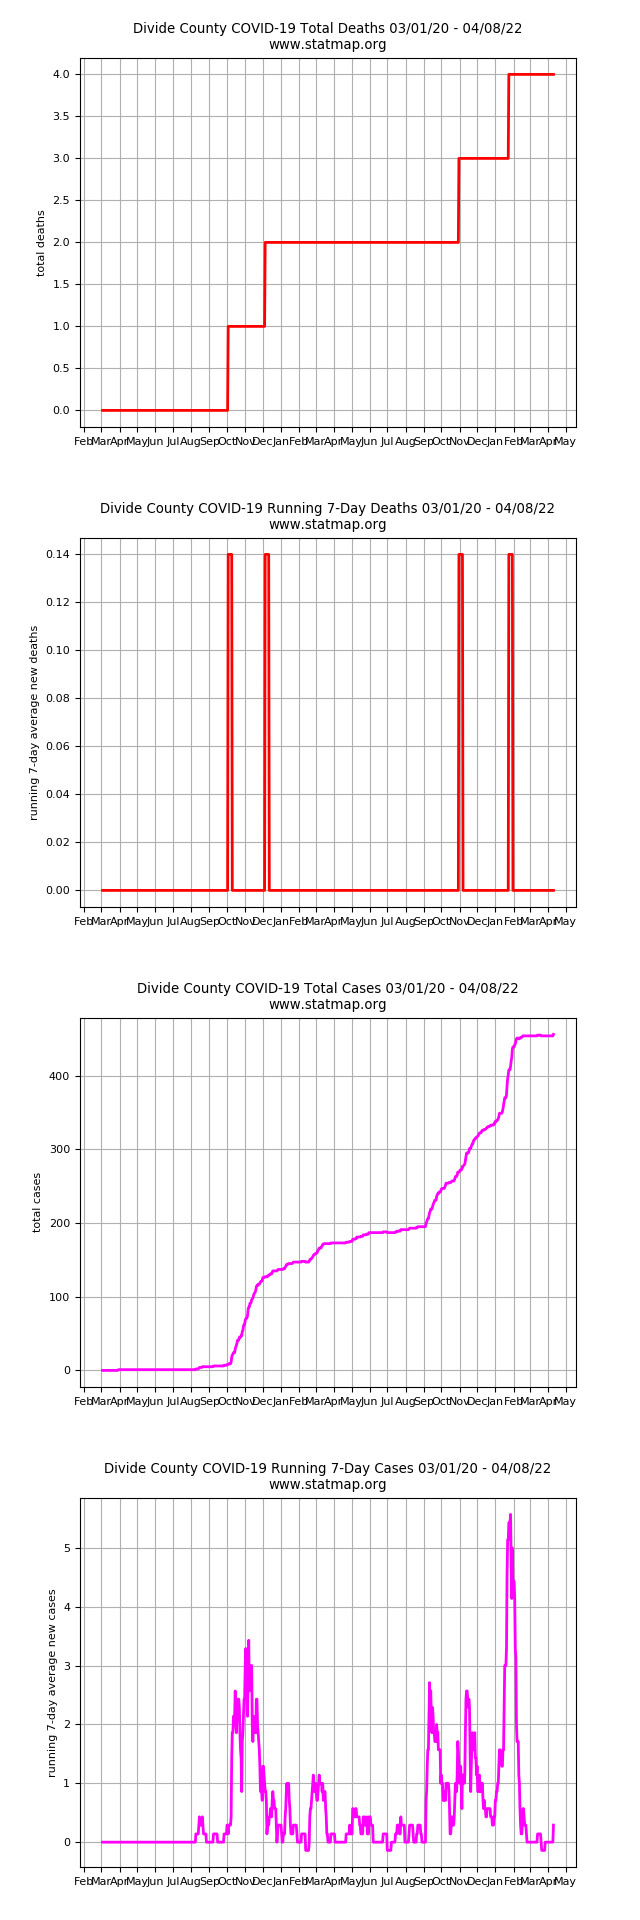 Divide County COVID-19 Total Deaths 03/01/20 - 04/08/22
www.statmap.org
4.0
3.5
3.0
2.5
2.0
1.5
1.0
0.5
0.0
total deaths
Feb Mar Apr May Jun Jul Aug Sep Oct Nov Dec Jan Feb Mar Apr May Jun Jul Aug Sep Oct Nov Dec Jan Feb Mar Apr May
Divide County COVID-19 Running 7-Day Deaths 03/01/20 - 04/08/22
www.statmap.org
0.14
0.12
0.10
0.08
0.06
0.04
0.02
0.00
running 7-day average new deaths
Feb Mar Apr May Jun Jul Aug Sep Oct Nov Dec Jan Feb Mar Apr May Jun Jul Aug Sep Oct Nov Dec Jan Feb Mar Apr May
Divide County COVID-19 Total Cases 03/01/20 - 04/08/22
www.statmap.org
400
300
200
100
0
total cases
Feb Mar Apr May Jun Jul Aug Sep Oct Nov Dec Jan Feb Mar Apr May Jun Jul Aug Sep Oct Nov Dec Jan Feb Mar Apr May
Divide County COVID-19 Running 7-Day Cases 03/01/20 - 04/08/22
www.statmap.org
5
4
3
2
1
0
running 7-day average new cases
Feb Mar Apr May Jun Jul Aug Sep Oct Nov Dec Jan Feb Mar Apr May Jun Jul Aug Sep Oct Nov Dec Jan Feb Mar Apr May